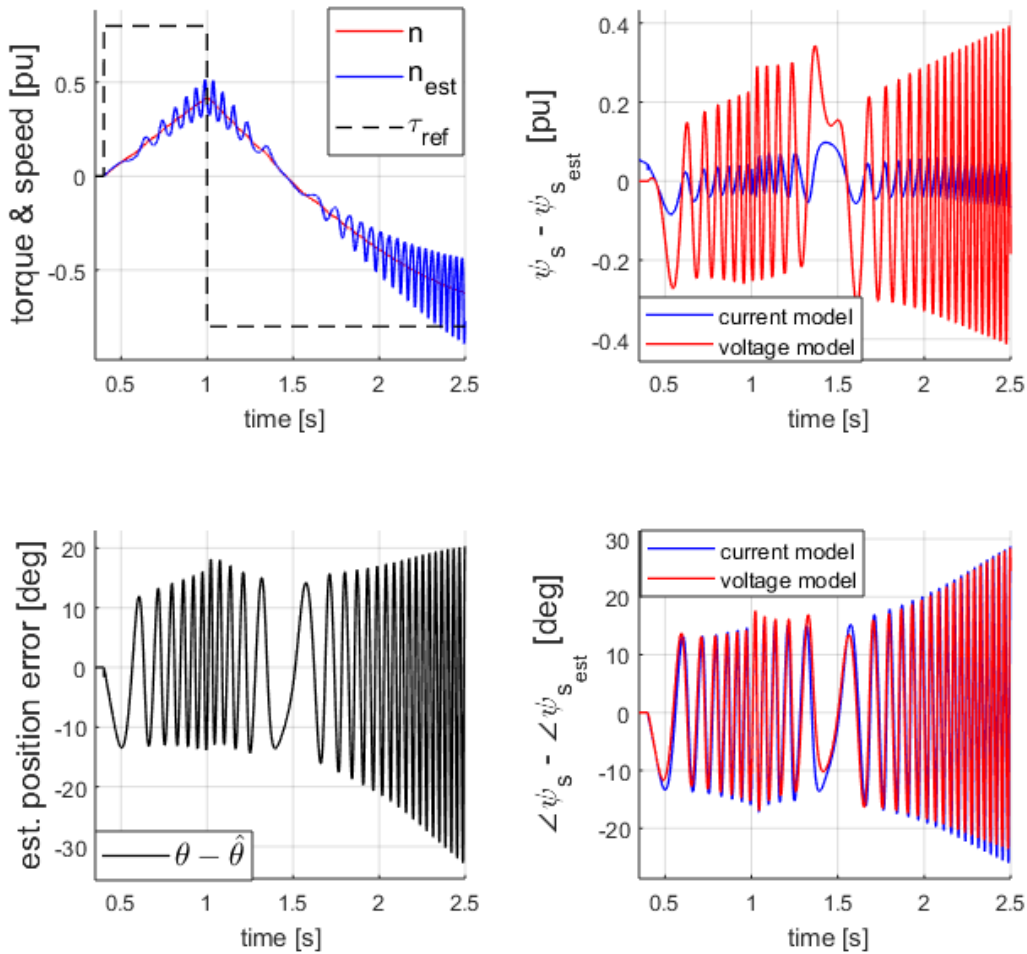 torque & speed [pu]
0.5
0
-0.5
n
n_est
τ_ref
0.5 1 1.5 2 2.5
time [s]
ψ_s - ψ_s_est [pu]
0.4
0.2
0
-0.2
-0.4
current model
voltage model
0.5 1 1.5 2 2.5
time [s]
est. position error [deg]
20
10
0
-10
-20
-30
θ − θ̂
0.5 1 1.5 2 2.5
time [s]
∠ψ_s - ∠ψ_s_est [deg]
30
20
10
0
-10
-20
current model
voltage model
0.5 1 1.5 2 2.5
time [s]